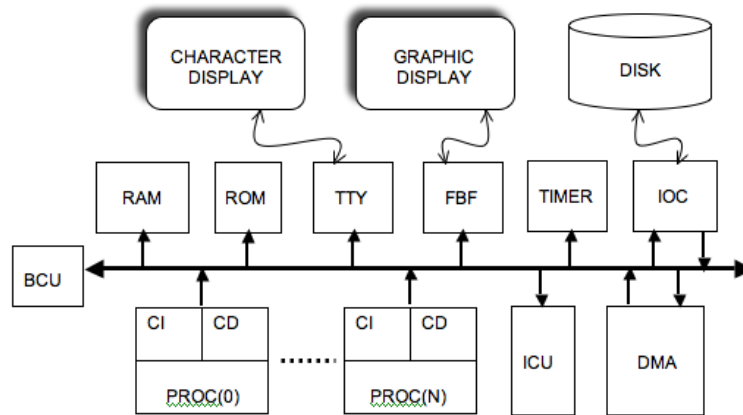 CHARACTER
DISPLAY
GRAPHIC
DISPLAY
DISK
RAM
ROM
TTY
FBF
TIMER
IOC
BCU
CI
CD
CI
CD
PROC(0)
PROC(N)
ICU
DMA